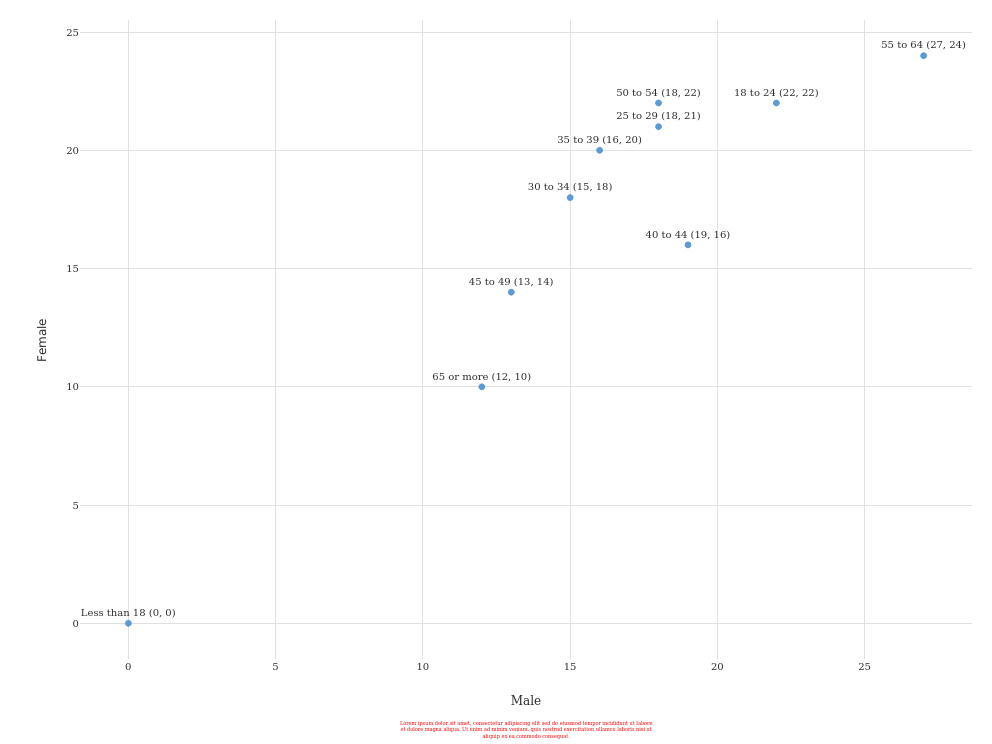 25
55 to 64 (27, 24)
50 to 54 (18, 22)
18 to 24 (22, 22)
25 to 29 (18, 21)
35 to 39 (16, 20)
20
30 to 34 (15, 18)
40 to 44 (19, 16)
15
45 to 49 (13, 14)
Female
65 or more (12, 10)
10
5
Less than 18 (0, 0)
0
0 5 10 15 20 25
Male
Lorem ipsum dolor sit amet, consectetur adipiscing elit sed do eiusmod tempor incididunt ut labore
et dolore magna aliqua. Ut enim ad minim veniam, quis nostrud exercitation ullamco laboris nisi ut
aliquip ex ea commodo consequat.